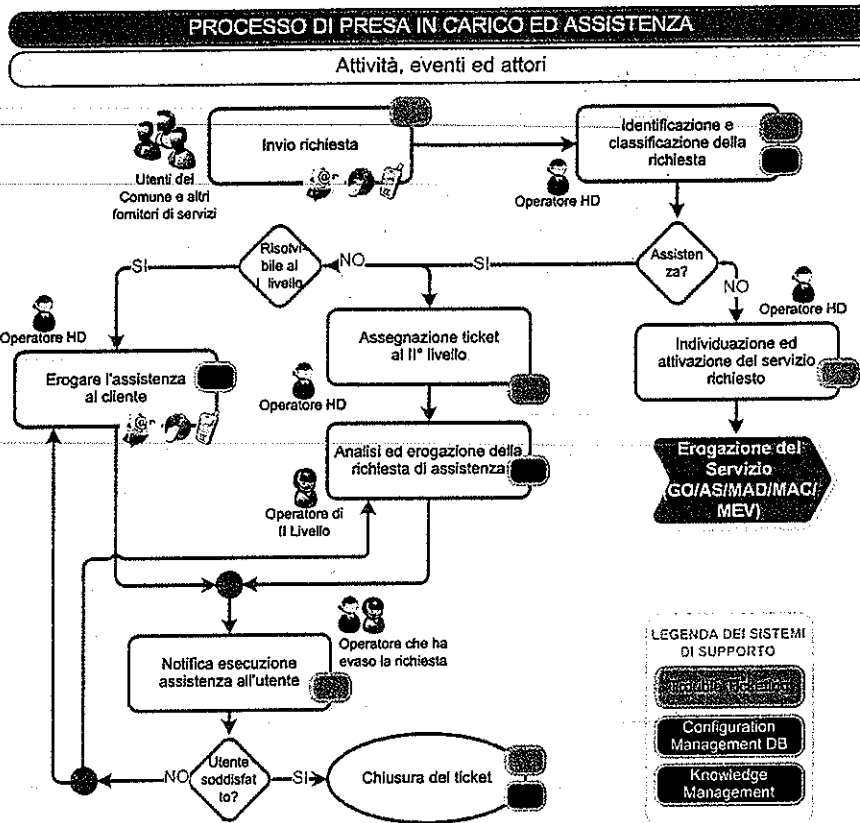 PROCESSO DI PRESA IN CARICO ED ASSISTENZA
Attività, eventi ed attori
Utenti del
Comune e altri
fornitori di servizi
Invio richiesta
Identificazione e
classificazione della
richiesta
Operatore HD
Risolvi-
bile al
I livello
NO
SI
SI
Assisten
za?
NO
Operatore HD
Operatore HD
Erogare l'assistenza
al cliente
Assegnazione ticket
al II° livello
Operatore HD
Individuazione ed
attivazione del servizio
richiesto
Analisi ed erogazione della
richiesta di assistenza
Operatore di
II Livello
Erogazione del
Servizio
(GO/AS/MAD/MAC/
MEV)
Operatore che ha
evaso la richiesta
Notifica esecuzione
assistenza all'utente
Utente
soddisfat
to?
NO
SI
Chiusura del ticket
LEGENDA DEI SISTEMI
DI SUPPORTO
Trouble Ticketing
Configuration
Management DB
Knowledge
Management